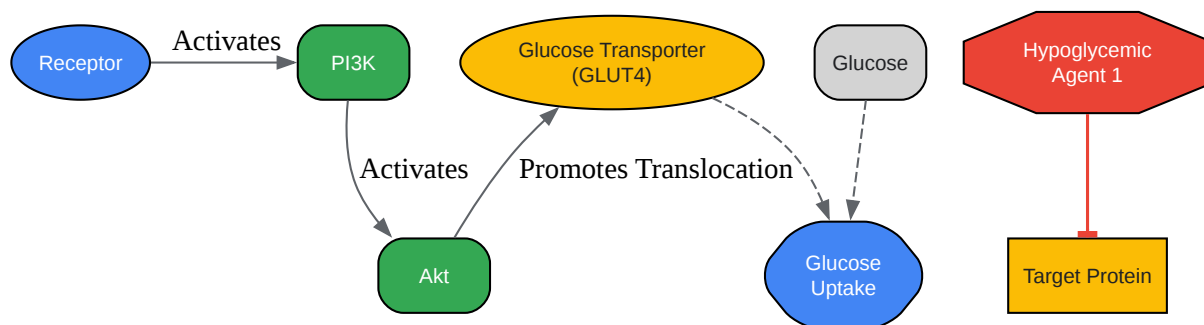 Receptor
Activates
PI3K
Glucose Transporter
(GLUT4)
Glucose
Hypoglycemic
Agent 1
Activates
Promotes Translocation
Akt
Glucose
Uptake
Target Protein